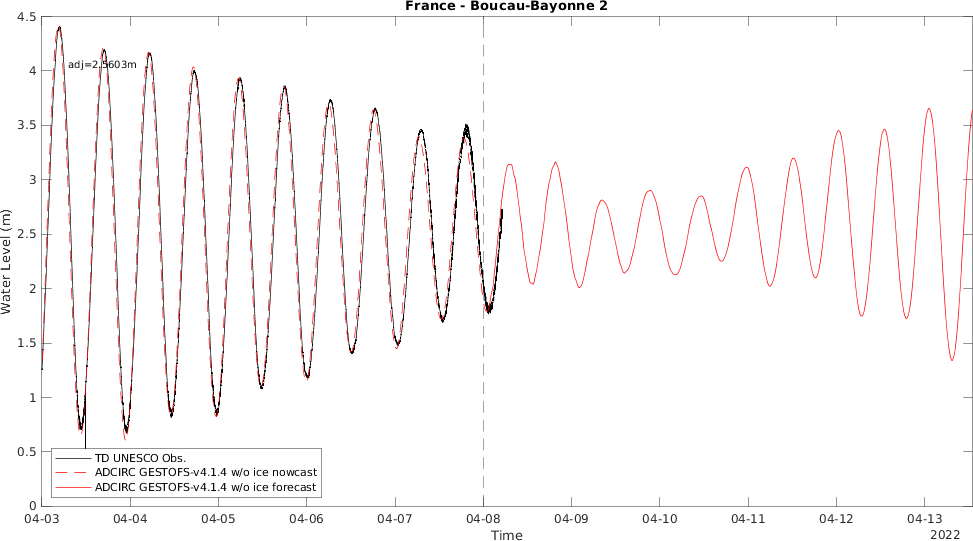 France - Boucau-Bayonne 2
4.5
adj=2.5603m
4
3.5
3
2.5
2
1.5
1
0.5
0
Water Level (m)
TD UNESCO Obs.
ADCIRC GESTOFS-v4.1.4 w/o ice nowcast
ADCIRC GESTOFS-v4.1.4 w/o ice forecast
04-03 04-04 04-05 04-06 04-07 04-08 04-09 04-10 04-11 04-12 04-13
Time
2022